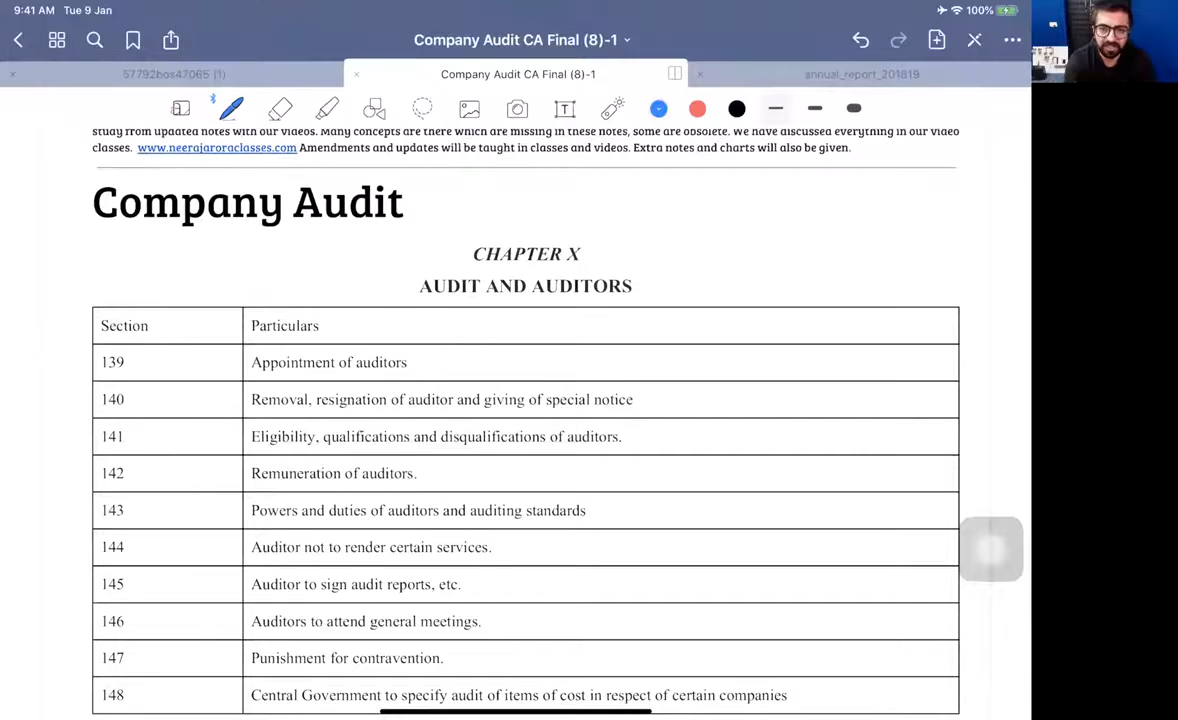 9:41 AM Tue 9 Jan
100%
Company Audit CA Final (8)-1
57792bos47065 (1)
Company Audit CA Final (8)-1
annual_report_201819
T
study from updated notes with our videos. Many concepts are there which are missing in these notes, some are obsolete. We have discussed everything in our video
classes. www.neerajaroraclasses.com Amendments and updates will be taught in classes and videos. Extra notes and charts will also be given.
Company Audit
CHAPTER X
AUDIT AND AUDITORS
Section Particulars
139 Appointment of auditors
140 Removal, resignation of auditor and giving of special notice
141 Eligibility, qualifications and disqualifications of auditors.
142 Remuneration of auditors.
143 Powers and duties of auditors and auditing standards
144 Auditor not to render certain services.
145 Auditor to sign audit reports, etc.
146 Auditors to attend general meetings.
147 Punishment for contravention.
148 Central Government to specify audit of items of cost in respect of certain companies